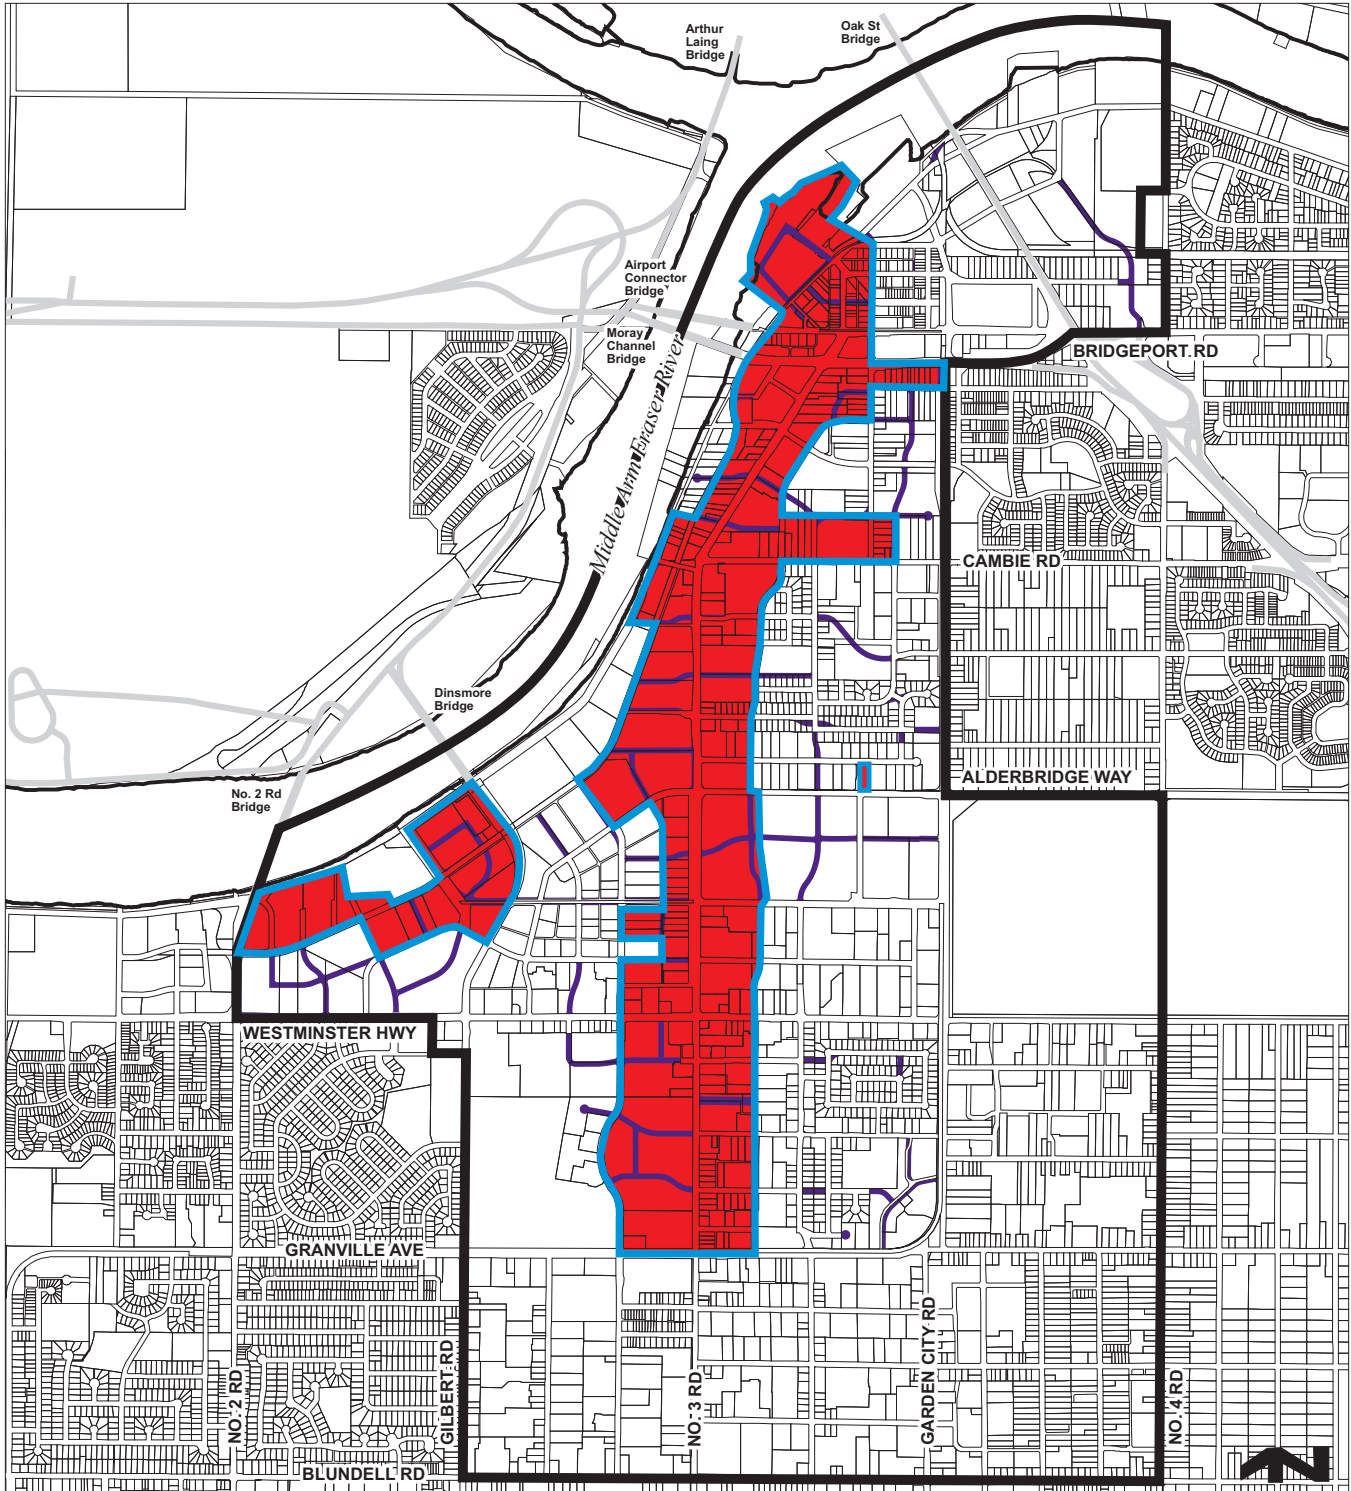 Arthur
Laing
Bridge
Oak St
Bridge
Airport
Connector
Bridge
Moray
Channel
Bridge
Middle Arm Fraser River
BRIDGEPORT RD
CAMBIE RD
Dinsmore
Bridge
No. 2 Rd
Bridge
ALDERBRIDGE WAY
WESTMINSTER HWY
GRANVILLE AVE
NO. 2 RD
GILBERT RD
NO. 3 RD
GARDEN CITY RD
NO. 4 RD
BLUNDELL RD